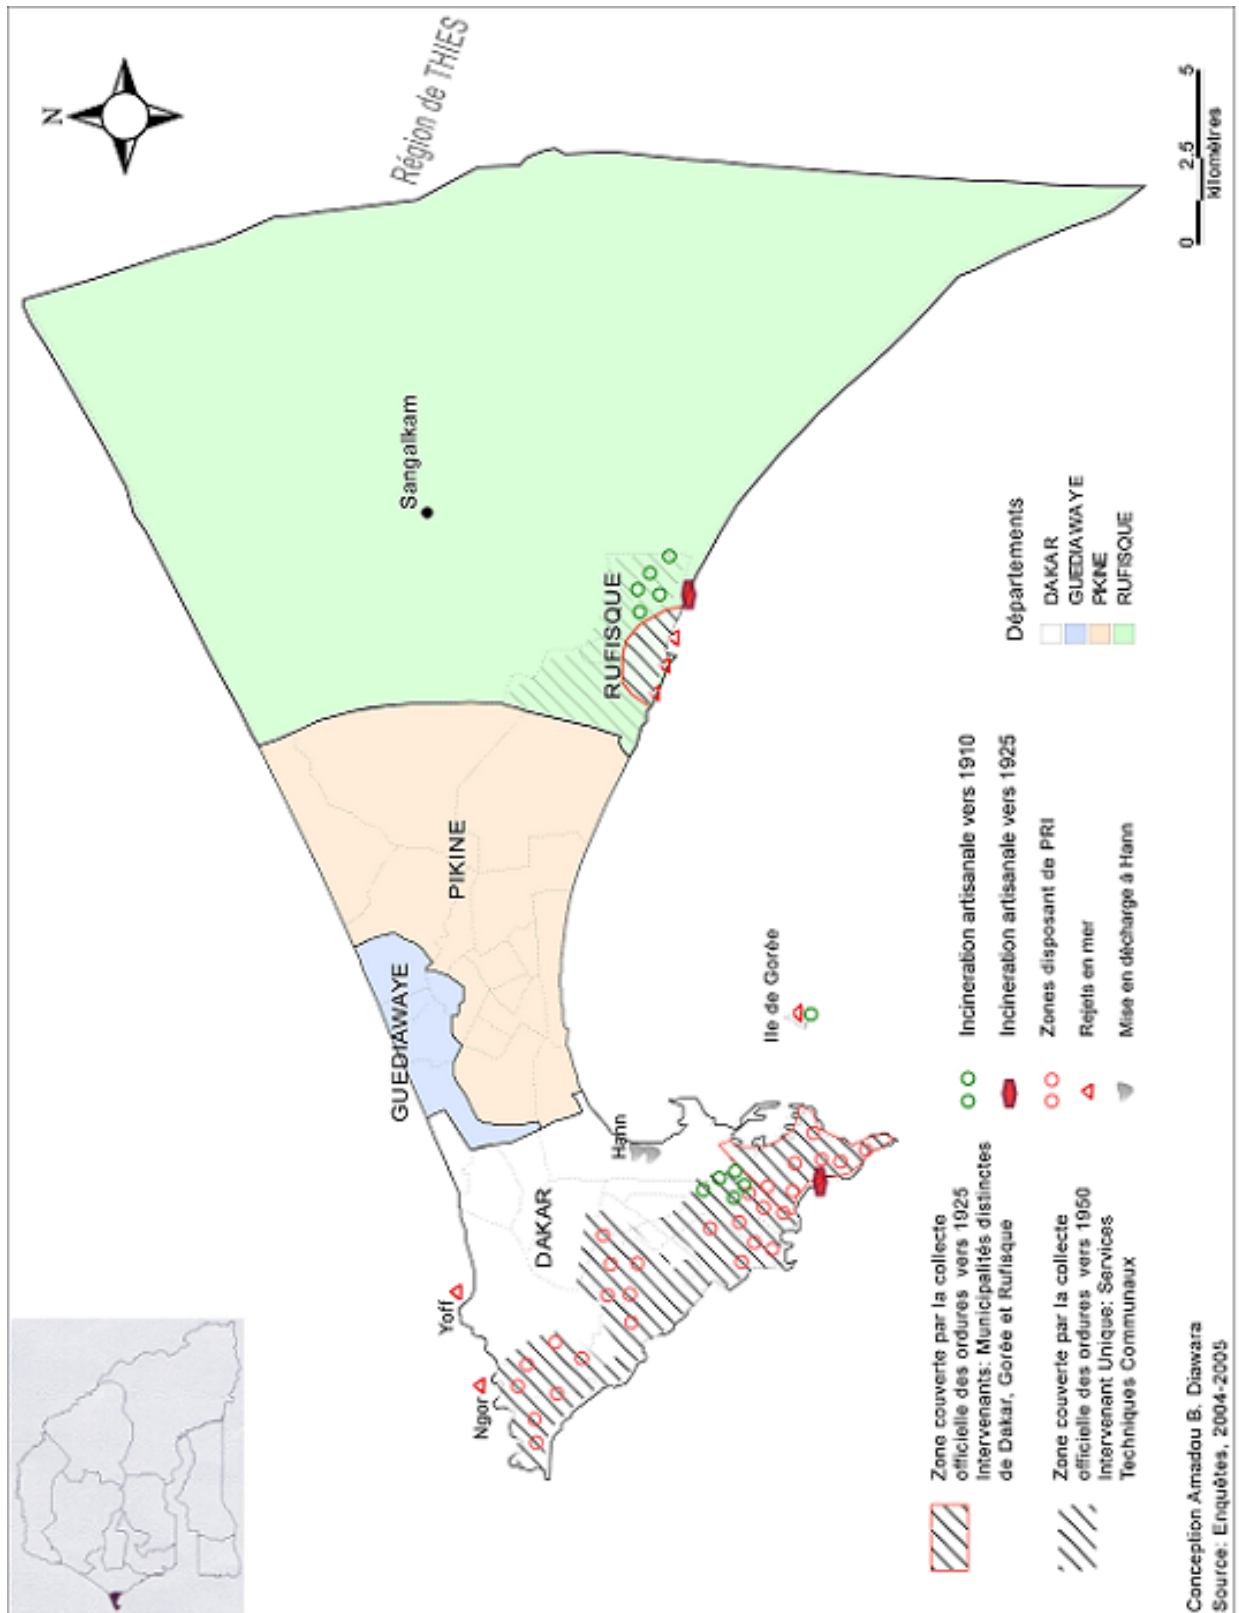 N
Région de THIES
Sangalkam
RUFISQUE
PIKINE
GUEDIAWAYE
Ile de Gorée
Hann
DAKAR
Yoff
Ngor
Zone couverte par la collecte
officielle des ordures vers 1925
Intervenants: Municipalités distinctes
de Dakar, Gorée et Rufisque
Zone couverte par la collecte
officielle des ordures vers 1950
Intervenant Unique: Services
Techniques Communaux
Incineration artisanale vers 1910
Incineration artisanale vers 1925
Zones disposant de PRI
Rejets en mer
Mise en décharge à Hann
Départements
DAKAR
GUEDIAWAYE
PIKINE
RUFISQUE
0 2.5 5
kilomètres
Conception Amadou B. Diawara
Source: Enquêtes, 2004-2005